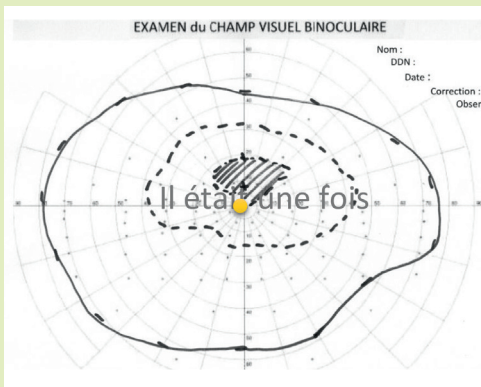 EXAMEN du CHAMP VISUEL BINOCULAIRE
Nom :
DDN :
Date :
Correction :
Obser
Il était une fois